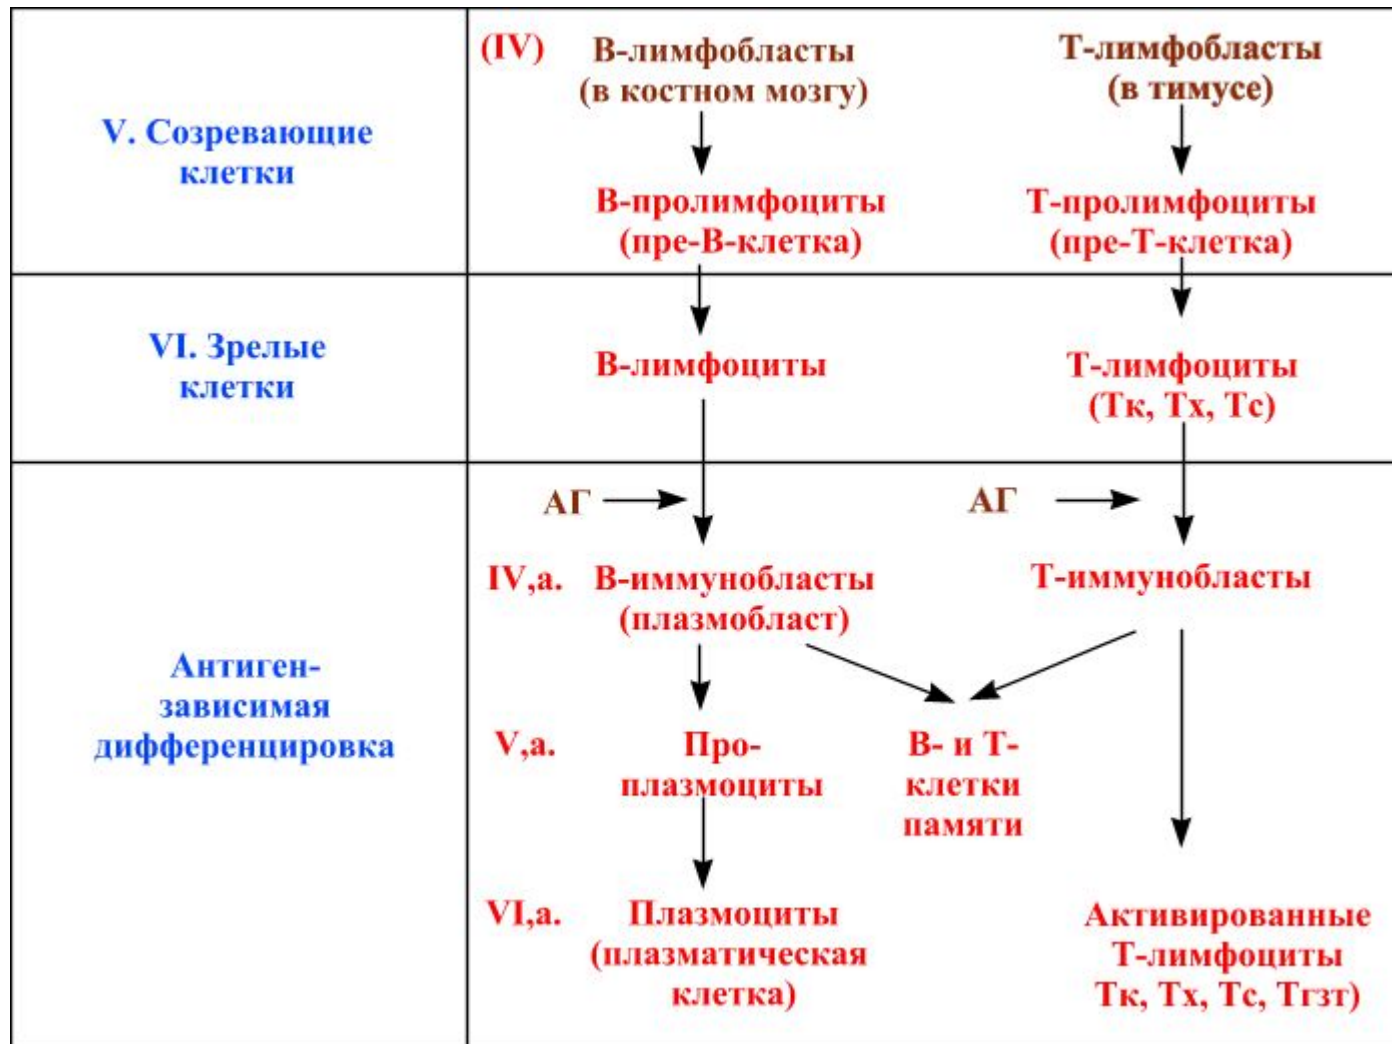 (IV)
В-лимфобласты
(в костном мозгу)
Т-лимфобласты
(в тимусе)
V. Созревающие
клетки
В-пролимфоциты
(пре-В-клетка)
Т-пролимфоциты
(пре-Т-клетка)
VI. Зрелые
клетки
В-лимфоциты
Т-лимфоциты
(Тк, Тх, Тс)
АГ
АГ
Антиген-
зависимая
дифференцировка
IV,а.
В-иммунобласты
(плазмобласт)
Т-иммунобласты
V,а.
Про-
плазмоциты
В- и Т-
клетки
памяти
VI,а.
Плазмоциты
(плазматическая
клетка)
Активированные
Т-лимфоциты
Тк, Тх, Тс, Тгзт)